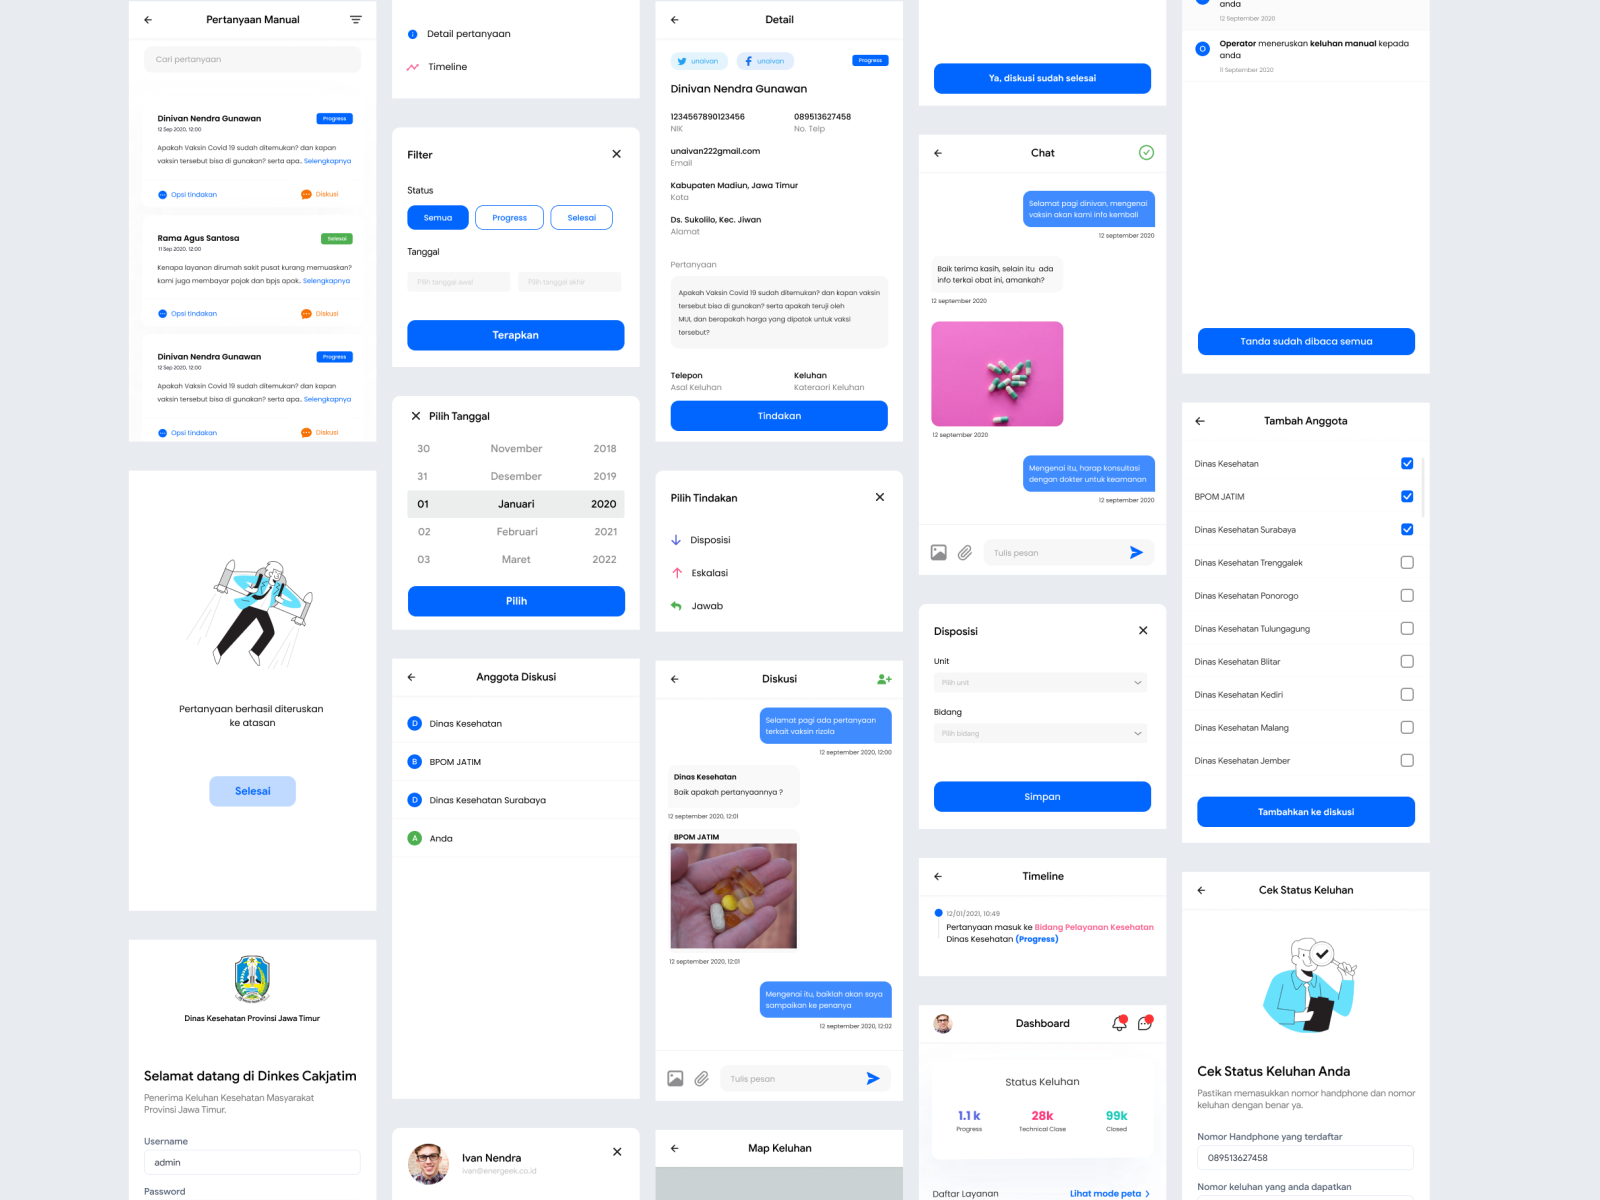 Pertanyaan Manual
Cari pertanyaan
Dinivan Nendra Gunawan
Progress
12 Sep 2020, 12:00
Apakah Vaksin Covid 19 sudah ditemukan? dan kapan
vaksin tersebut bisa di gunakan? serta apa.. Selengkapnya
Opsi tindakan
Diskusi
Rama Agus Santosa
Selesai
11 Sep 2020, 12:00
Kenapa layanan dirumah sakit pusat kurang memuaskan?
kami juga membayar pajak dan bpjs apak.. Selengkapnya
Opsi tindakan
Diskusi
Dinivan Nendra Gunawan
Progress
12 Sep 2020, 12:00
Apakah Vaksin Covid 19 sudah ditemukan? dan kapan
vaksin tersebut bisa di gunakan? serta apa.. Selengkapnya
Opsi tindakan
Diskusi
Pertanyaan berhasil diteruskan
ke atasan
Selesai
Dinas Kesehatan Provinsi Jawa Timur
Selamat datang di Dinkes Cakjatim
Penerima Keluhan Kesehatan Masyarakat
Provinsi Jawa Timur.
Username
admin
Password
Detail pertanyaan
Timeline
Filter
Status
Semua
Progress
Selesai
Tanggal
Pilih tanggal awal
Pilih tanggal akhir
Terapkan
Pilih Tanggal
30 November 2018
31 Desember 2019
01 Januari 2020
02 Februari 2021
03 Maret 2022
Pilih
Anggota Diskusi
D Dinas Kesehatan
B BPOM JATIM
D Dinas Kesehatan Surabaya
A Anda
Ivan Nendra
ivan@energeek.co.id
Detail
unaivan
unaivan
Progress
Dinivan Nendra Gunawan
1234567890123456
NIK
089513627458
No. Telp
unaivan222gmail.com
Email
Kabupaten Madiun, Jawa Timur
Kota
Ds. Sukolilo, Kec. Jiwan
Alamat
Pertanyaan
Apakah Vaksin Covid 19 sudah ditemukan? dan kapan vaksin
tersebut bisa di gunakan? serta apakah teruji oleh
MUI, dan berapakah harga yang dipatok untuk vaksi
tersebut?
Telepon
Asal Keluhan
Keluhan
Kateraori Keluhan
Tindakan
Pilih Tindakan
Disposisi
Eskalasi
Jawab
Diskusi
Selamat pagi ada pertanyaan
terkait vaksin rizola
12 september 2020, 12:00
Dinas Kesehatan
Baik apakah pertanyaannya ?
12 september 2020, 12:01
BPOM JATIM
12 september 2020, 12:01
Mengenai itu, baiklah akan saya
sampaikan ke penanya
12 september 2020, 12:02
Tulis pesan
Map Keluhan
Ya, diskusi sudah selesai
Chat
Selamat pagi dinivan, mengenai
vaksin akan kami info kembali
12 september 2020
Baik terima kasih, selain itu ada
info terkai obat ini, amankah?
12 september 2020
12 september 2020
Mengenai itu, harap konsultasi
dengan dokter untuk keamanan
12 september 2020
Tulis pesan
Disposisi
Unit
Pilih unit
Bidang
Pilih bidang
Simpan
Timeline
12/01/2021, 10:49
Pertanyaan masuk ke Bidang Pelayanan Kesehatan
Dinas Kesehatan (Progress)
Dashboard
Status Keluhan
1.1 k
Progress
28k
Technical Close
99k
Closed
Daftar Layanan
Lihat mode peta
anda
12 September 2020
O
Operator meneruskan keluhan manual kepada
anda
11 September 2020
Tanda sudah dibaca semua
Tambah Anggota
Dinas Kesehatan
BPOM JATIM
Dinas Kesehatan Surabaya
Dinas Kesehatan Trenggalek
Dinas Kesehatan Ponorogo
Dinas Kesehatan Tulungagung
Dinas Kesehatan Blitar
Dinas Kesehatan Kediri
Dinas Kesehatan Malang
Dinas Kesehatan Jember
Tambahkan ke diskusi
Cek Status Keluhan
Cek Status Keluhan Anda
Pastikan memasukkan nomor handphone dan nomor
keluhan dengan benar ya.
Nomor Handphone yang terdaftar
089513627458
Nomor keluhan yang anda dapatkan